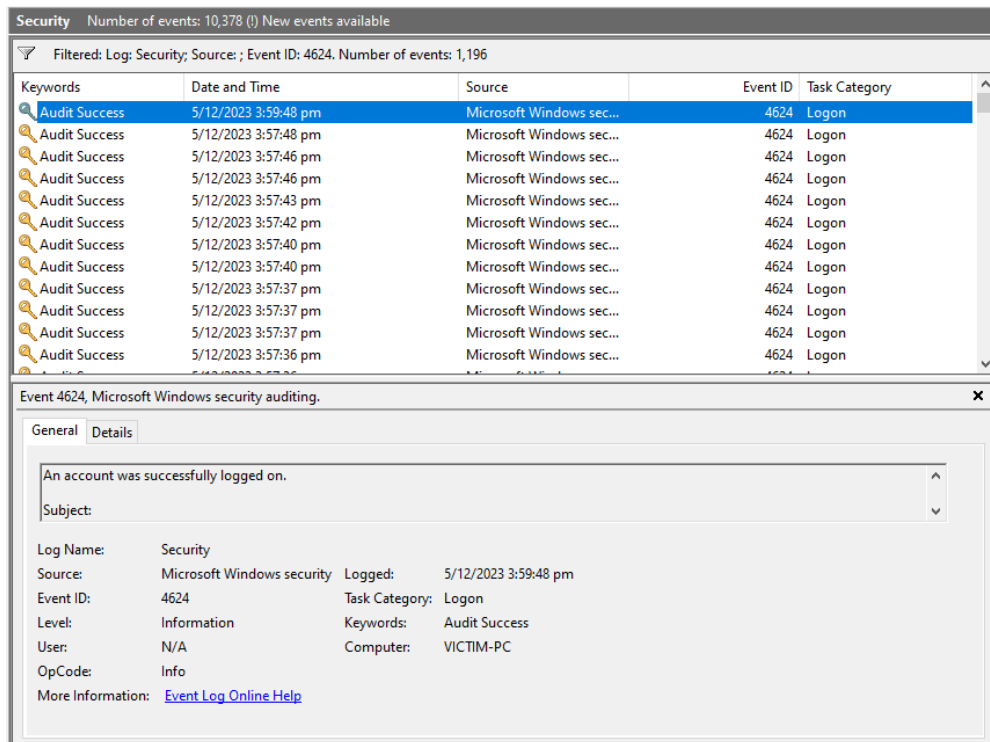 Security Number of events: 10,378 (!) New events available
Filtered: Log: Security; Source: ; Event ID: 4624. Number of events: 1,196
Keywords Date and Time Source Event ID Task Category
Audit Success 5/12/2023 3:59:48 pm Microsoft Windows sec... 4624 Logon
Audit Success 5/12/2023 3:57:48 pm Microsoft Windows sec... 4624 Logon
Audit Success 5/12/2023 3:57:46 pm Microsoft Windows sec... 4624 Logon
Audit Success 5/12/2023 3:57:46 pm Microsoft Windows sec... 4624 Logon
Audit Success 5/12/2023 3:57:43 pm Microsoft Windows sec... 4624 Logon
Audit Success 5/12/2023 3:57:42 pm Microsoft Windows sec... 4624 Logon
Audit Success 5/12/2023 3:57:40 pm Microsoft Windows sec... 4624 Logon
Audit Success 5/12/2023 3:57:40 pm Microsoft Windows sec... 4624 Logon
Audit Success 5/12/2023 3:57:37 pm Microsoft Windows sec... 4624 Logon
Audit Success 5/12/2023 3:57:37 pm Microsoft Windows sec... 4624 Logon
Audit Success 5/12/2023 3:57:37 pm Microsoft Windows sec... 4624 Logon
Audit Success 5/12/2023 3:57:36 pm Microsoft Windows sec... 4624 Logon
Event 4624, Microsoft Windows security auditing.
General Details
An account was successfully logged on.
Subject:
Log Name: Security
Source: Microsoft Windows security Logged: 5/12/2023 3:59:48 pm
Event ID: 4624 Task Category: Logon
Level: Information Keywords: Audit Success
User: N/A Computer: VICTIM-PC
OpCode: Info
More Information: Event Log Online Help